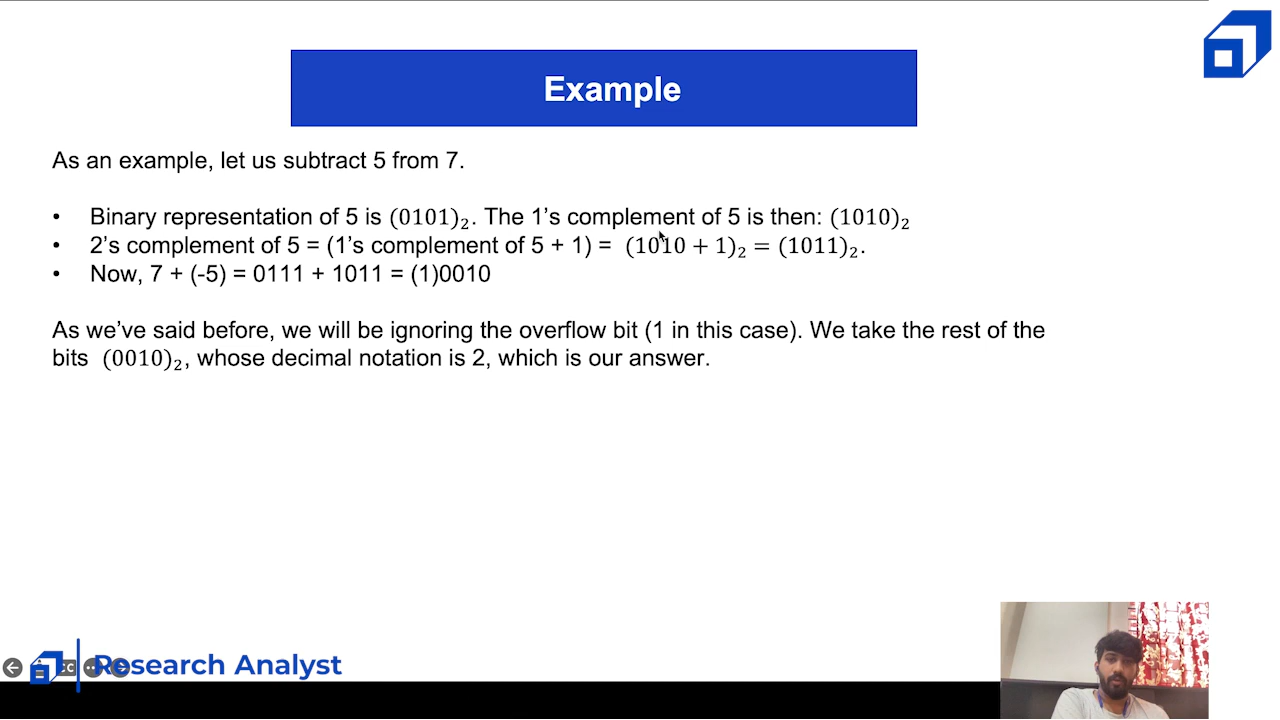 Example
As an example, let us subtract 5 from 7.
• Binary representation of 5 is (0101)₂. The 1’s complement of 5 is then: (1010)₂
• 2’s complement of 5 = (1’s complement of 5 + 1) = (1010 + 1)₂ = (1011)₂.
• Now, 7 + (-5) = 0111 + 1011 = (1)0010
As we’ve said before, we will be ignoring the overflow bit (1 in this case). We take the rest of the
bits (0010)₂, whose decimal notation is 2, which is our answer.
Research Analyst